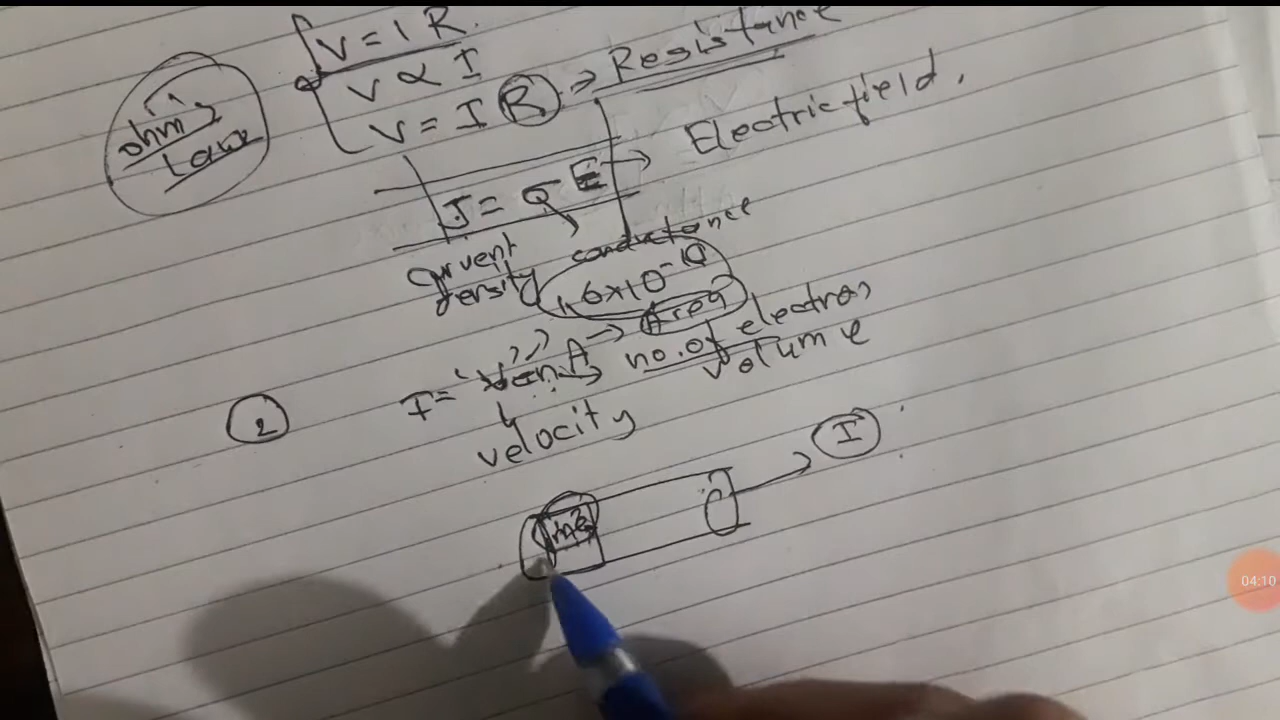 V = I R.
V ∝ I
V = I R → Resistance
ohm's
Law
J = σ E → Electric field.
current
density
conductance
1.6×10⁻¹⁹
I = VenA → Area
no. of electrons
volume
velocity
2
I
04:10